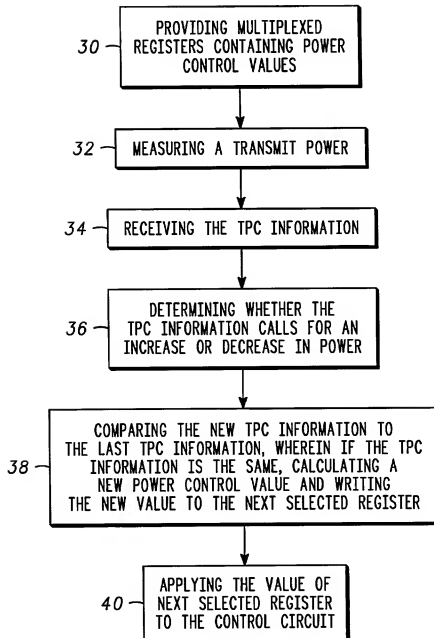 30
PROVIDING MULTIPLEXED
REGISTERS CONTAINING POWER
CONTROL VALUES
32
MEASURING A TRANSMIT POWER
34
RECEIVING THE TPC INFORMATION
36
DETERMINING WHETHER THE
TPC INFORMATION CALLS FOR AN
INCREASE OR DECREASE IN POWER
38
COMPARING THE NEW TPC INFORMATION TO
THE LAST TPC INFORMATION, WHEREIN IF THE TPC
INFORMATION IS THE SAME, CALCULATING A
NEW POWER CONTROL VALUE AND WRITING
THE NEW VALUE TO THE NEXT SELECTED REGISTER
40
APPLYING THE VALUE OF
NEXT SELECTED REGISTER
TO THE CONTROL CIRCUIT